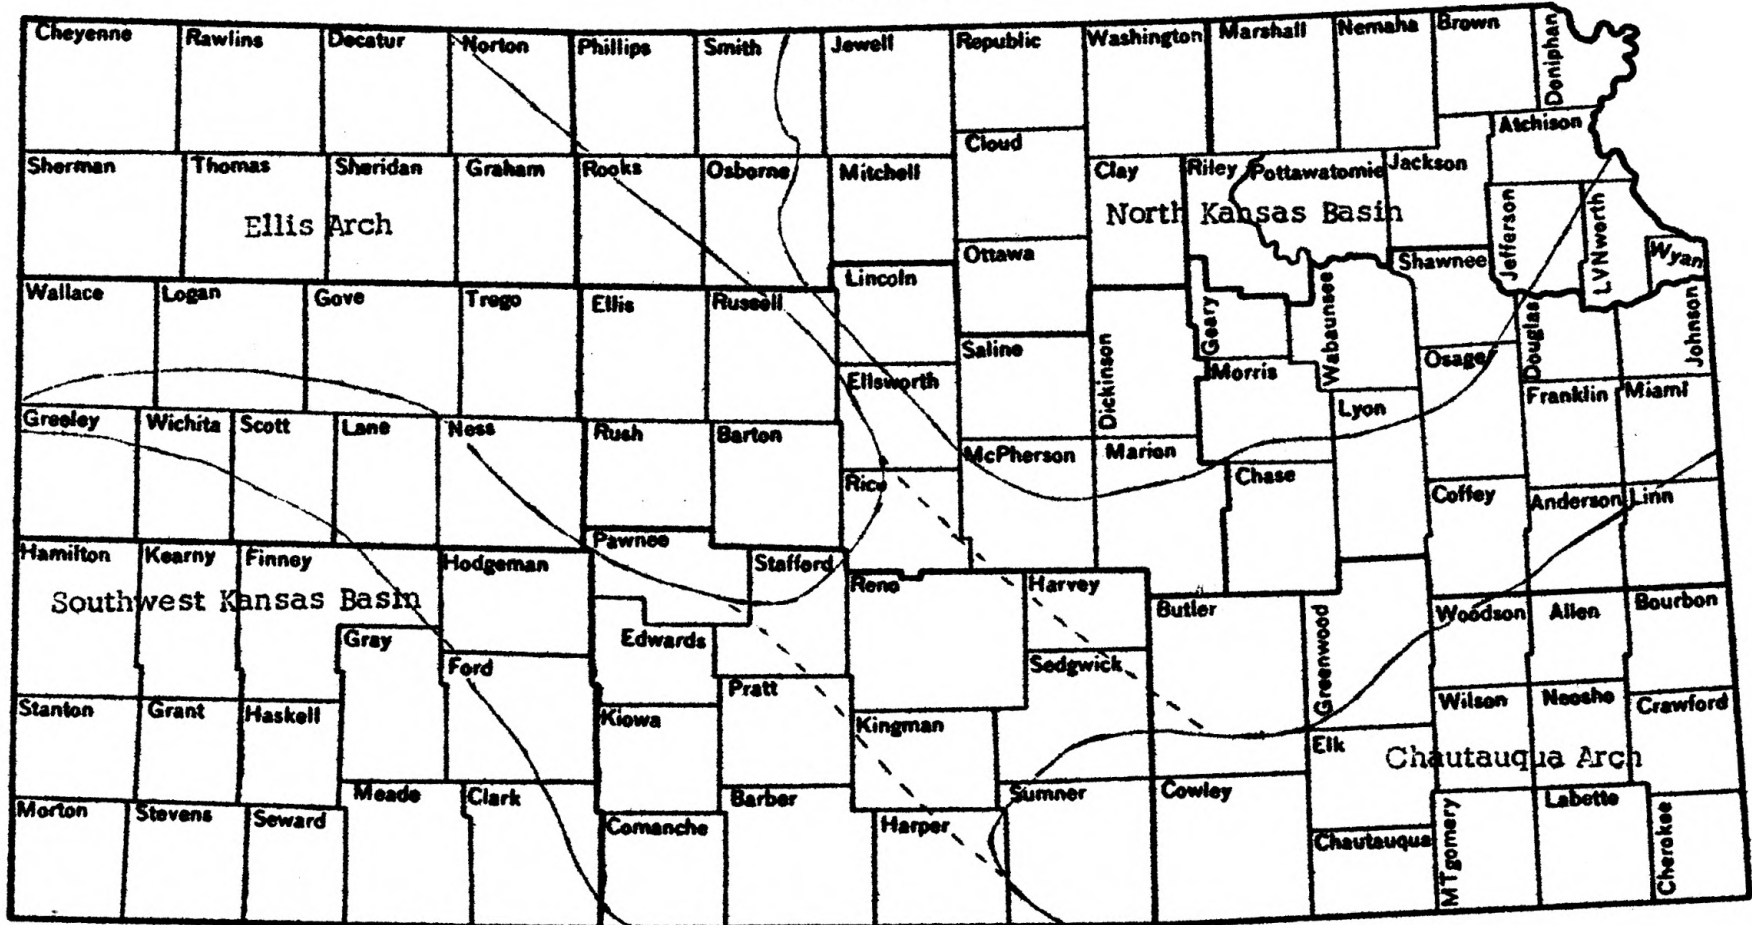 Cheyenne
Rawlins
Decatur
Norton
Phillips
Smith
Jewell
Republic
Washington
Marshall
Nemaha
Brown
Doniphan
Cloud
Atchison
Sherman
Thomas
Sheridan
Graham
Rooks
Osborne
Mitchell
Clay
Riley
Pottawatomie
Jackson
Ellis Arch
North Kansas Basin
Jefferson
LVNworth
Wyan
Ottawa
Shawnee
Wallace
Logan
Gove
Trego
Ellis
Russell
Lincoln
Saline
Dickinson
Geary
Wabaunsee
Osage
Douglas
Johnson
Ellsworth
Morris
Franklin
Miami
Greeley
Wichita
Scott
Lane
Ness
Rush
Barton
Lyon
McPherson
Marion
Rice
Chase
Coffey
Anderson
Linn
Hamilton
Kearny
Finney
Hodgeman
Pawnee
Stafford
Reno
Harvey
Southwest Kansas Basin
Butler
Greenwood
Woodson
Allen
Bourbon
Gray
Edwards
Ford
Sedgwick
Pratt
Stanton
Grant
Haskell
Kiowa
Kingman
Wilson
Neosho
Crawford
Elk
Chautauqua Arch
Meade
Clark
Barber
Sumner
Cowley
Labette
Morton
Stevens
Seward
Comanche
Harper
Chautauqua
MTgomery
Cherokee